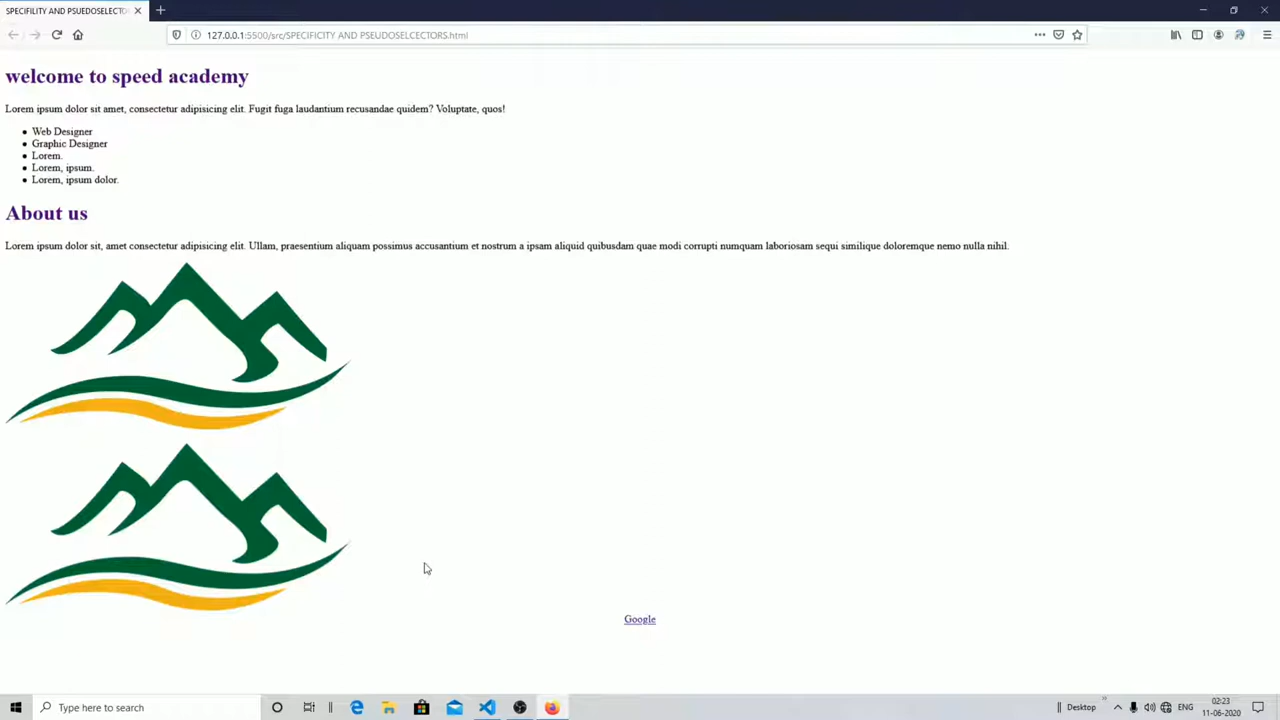 SPECIFILITY AND PSUEDOSELECTO
127.0.0.1:5500/src/SPECIFICITY AND PSEUDOSELCECTORS.html
welcome to speed academy
Lorem ipsum dolor sit amet, consectetur adipisicing elit. Fugit fuga laudantium recusandae quidem? Voluptate, quos!
Web Designer
Graphic Designer
Lorem.
Lorem, ipsum.
Lorem, ipsum dolor.
About us
Lorem ipsum dolor sit, amet consectetur adipisicing elit. Ullam, praesentium aliquam possimus accusantium et nostrum a ipsam aliquid quibusdam quae modi corrupti numquam laboriosam sequi similique doloremque nemo nulla nihil.
Google
Type here to search
Desktop
ENG
02:23
11-06-2020